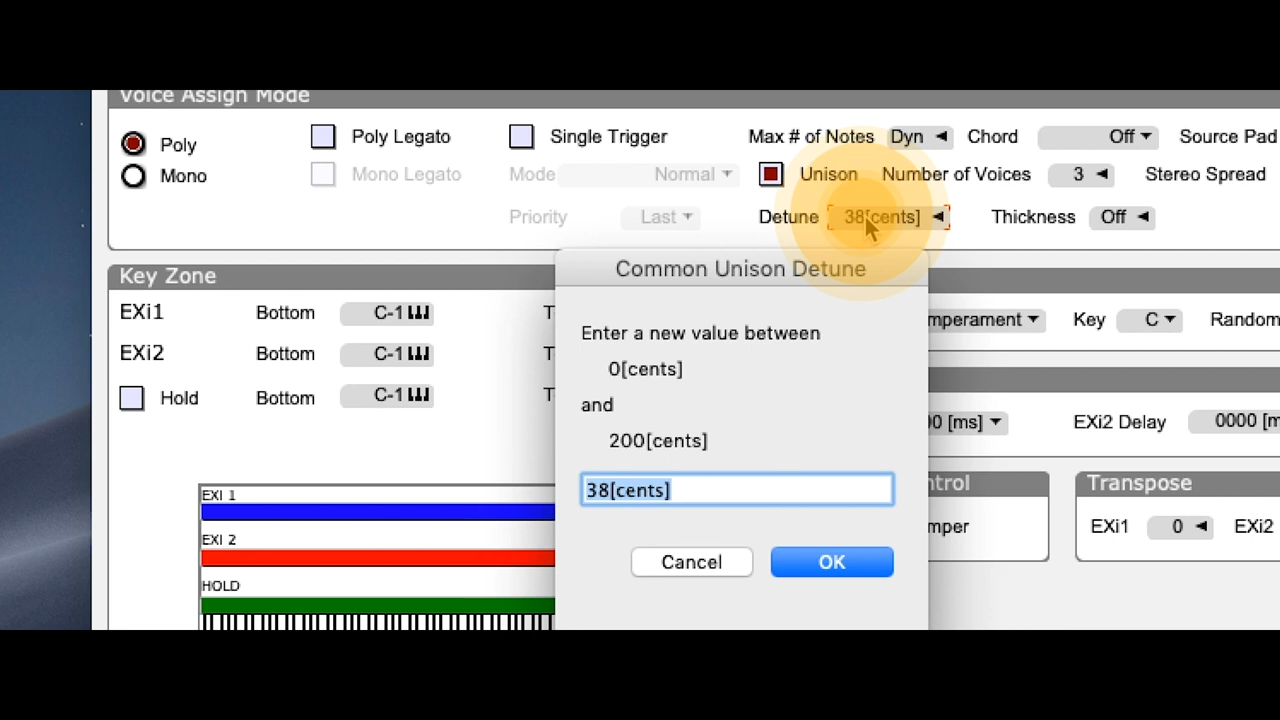 Voice Assign Mode
Poly Poly Legato Single Trigger Max # of Notes Dyn Chord Off Source Pad
Mono Mono Legato Mode Normal Unison Number of Voices 3 Stereo Spread
Priority Last Detune 38[cents] Thickness Off
Key Zone
EXi1 Bottom C-1
EXi2 Bottom C-1
Hold Bottom C-1
EXI 1
EXI 2
HOLD
Common Unison Detune
Enter a new value between
0[cents]
and
200[cents]
38[cents]
Cancel OK
mperament Key C Random
0 [ms] EXi2 Delay 0000 [m
ntrol Transpose
mper EXi1 0 EXi2